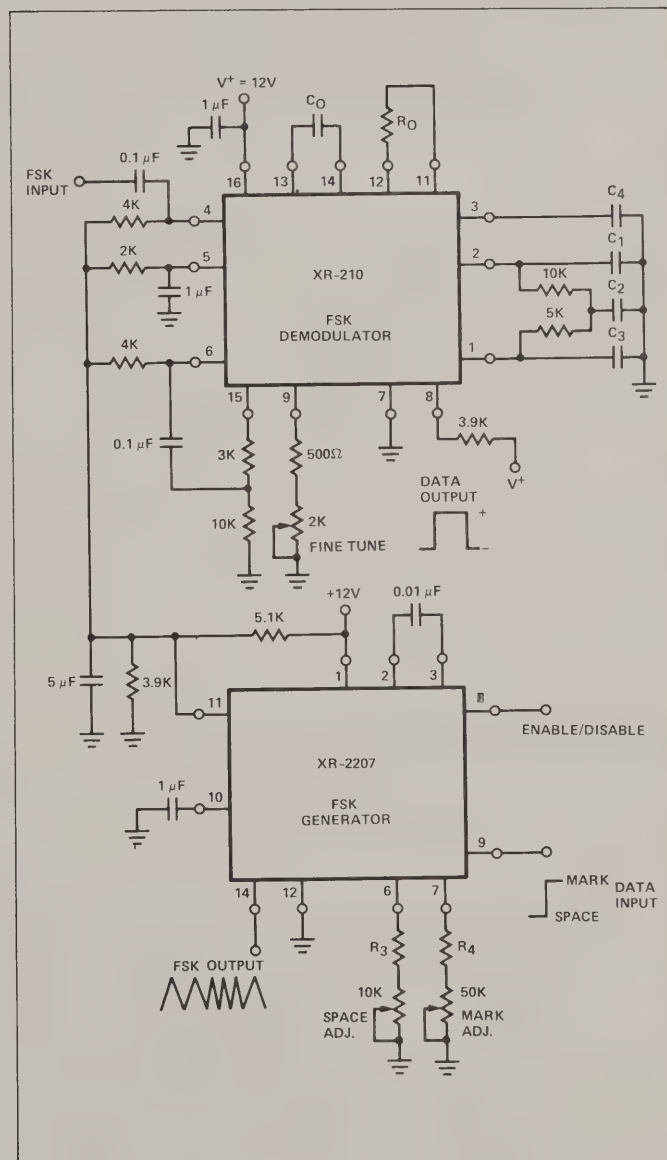 V+ = 12V
1 μF
CO
RO
FSK INPUT
0.1 μF
16
13
14
12
11
4K
4
3
C4
2K
5
2
C1
1 μF
XR-210
10K
C2
FSK DEMODULATOR
5K
4K
6
1
C3
15
9
7
8
0.1 μF
3K
500Ω
3.9K
DATA OUTPUT
V+
+
−
10K
2K
FINE TUNE
+12V
0.01 μF
5.1K
5 μF
3.9K
1
2
3
11
ENABLE/DISABLE
XR-2207
1 μF
10
FSK GENERATOR
9
MARK
DATA INPUT
SPACE
14
12
6
7
R3
R4
FSK OUTPUT
10K
50K
SPACE ADJ.
MARK ADJ.